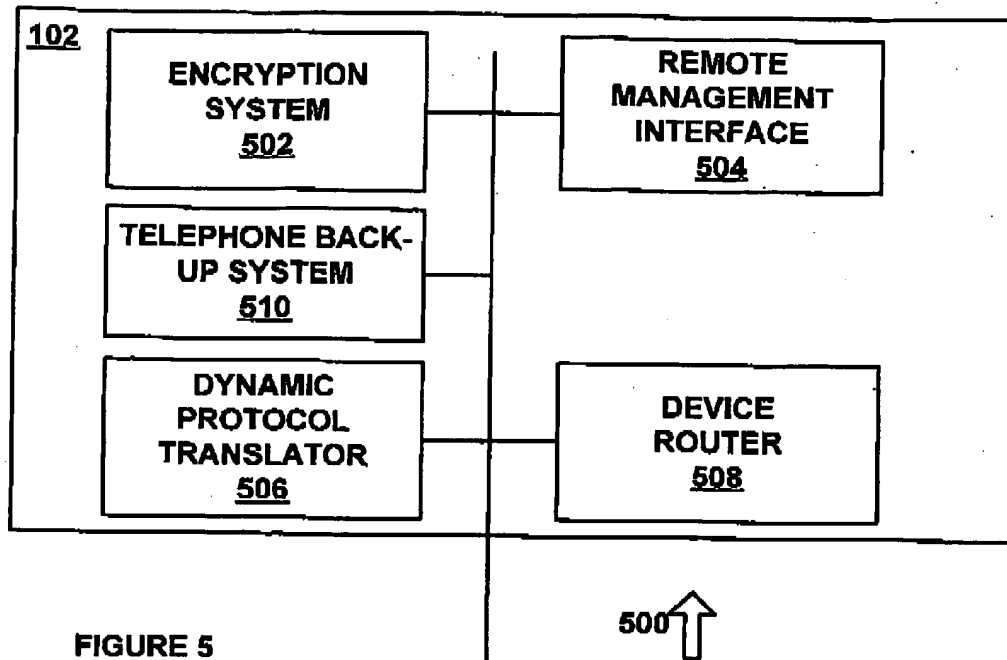 102
ENCRYPTION
SYSTEM
502
REMOTE
MANAGEMENT
INTERFACE
504
TELEPHONE BACK-
UP SYSTEM
510
DYNAMIC
PROTOCOL
TRANSLATOR
506
DEVICE
ROUTER
508
500
FIGURE 5